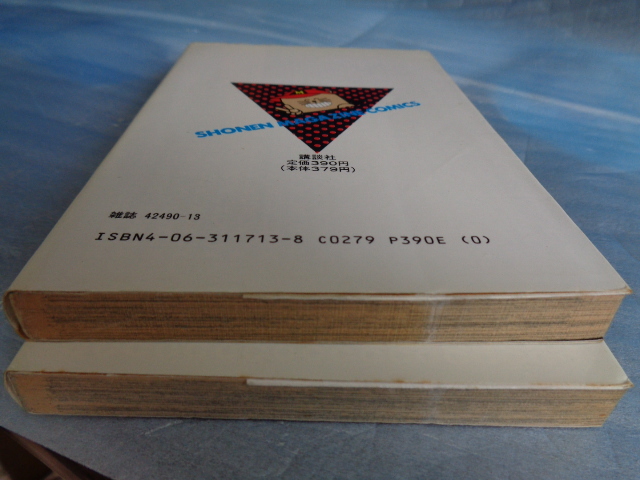 SHONEN MAGAZINE COMICS
講談社
定価390円
(本体379円)
雑誌 42490-13
ISBN4-06-311713-8 C0279 P390E (0)